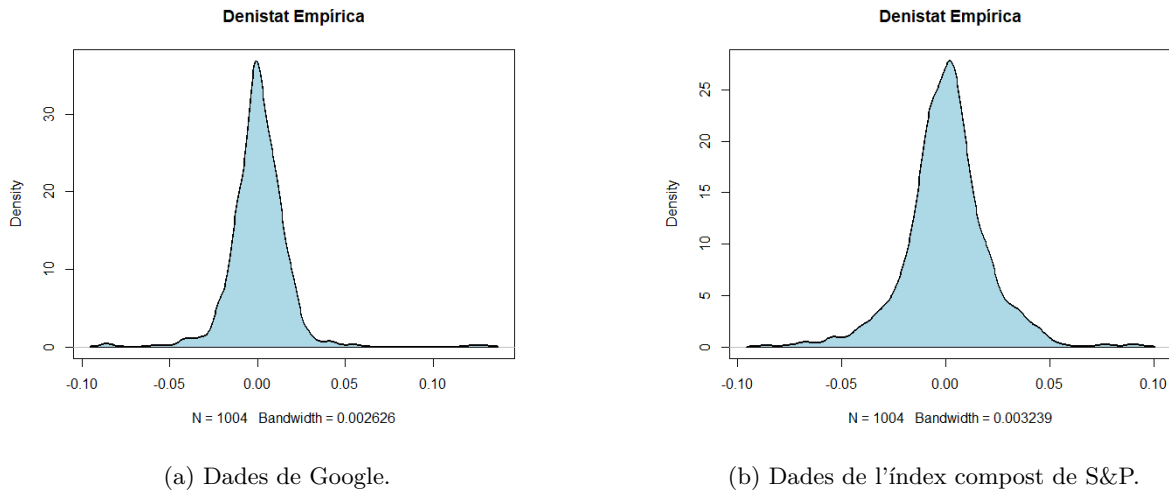 Denistat Empírica
Density
0
10
20
30
-0.10
-0.05
0.00
0.05
0.10
N = 1004 Bandwidth = 0.002626
(a) Dades de Google.
Denistat Empírica
Density
0
5
10
15
20
25
-0.10
-0.05
0.00
0.05
0.10
N = 1004 Bandwidth = 0.003239
(b) Dades de l'índex compost de S&P.